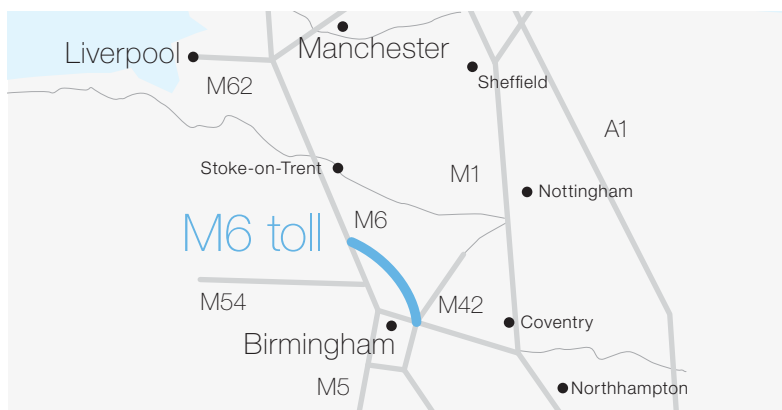 Liverpool
Manchester
Sheffield
M62
A1
Stoke-on-Trent
M1
Nottingham
M6
M6 toll
M54
M42
Coventry
Birmingham
M5
Northhampton